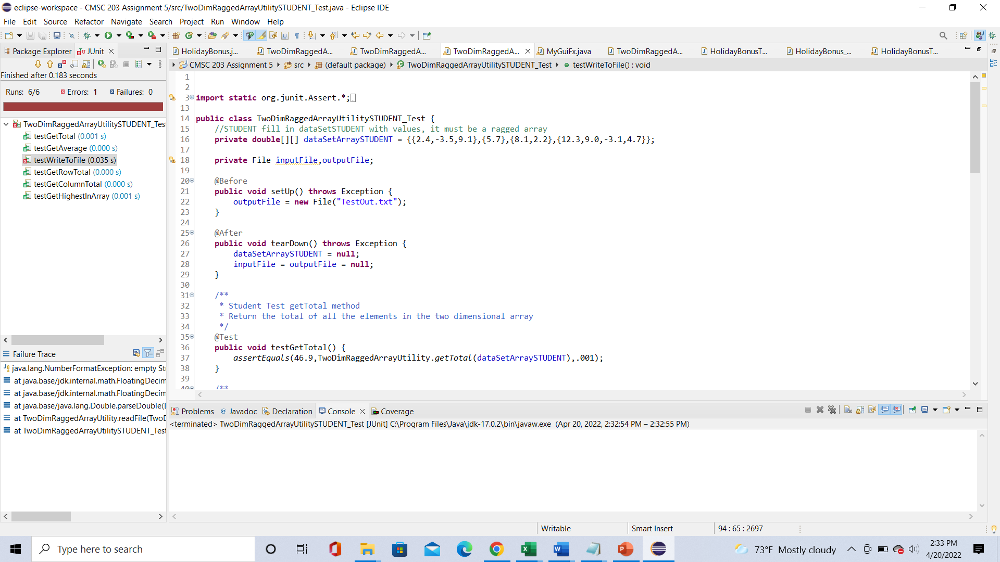 eclipse-workspace - CMSC 203 Assignment 5/src/TwoDimRaggedArrayUtilitySTUDENT_Test.java - Eclipse IDE
File Edit Source Refactor Navigate Search Project Run Window Help
Package Explorer JUnit
HolidayBonus.j... TwoDimRaggedA... TwoDimRaggedA... TwoDimRaggedA... MyGuiFx.java TwoDimRaggedA... HolidayBonusT... HolidayBonus_... HolidayBonusT...
CMSC 203 Assignment 5 src (default package) TwoDimRaggedArrayUtilitySTUDENT_Test testWriteToFile() : void
Finished after 0.183 seconds
Runs: 6/6 Errors: 1 Failures: 0
TwoDimRaggedArrayUtilitySTUDENT_Test
testGetTotal (0.001 s)
testGetAverage (0.000 s)
testWriteToFile (0.035 s)
testGetRowTotal (0.000 s)
testGetColumnTotal (0.000 s)
testGetHighestInArray (0.001 s)
Failure Trace
java.lang.NumberFormatException: empty Str
at java.base/jdk.internal.math.FloatingDecim
at java.base/jdk.internal.math.FloatingDecim
at java.base/java.lang.Double.parseDouble(D
at TwoDimRaggedArrayUtility.readFile(TwoD
at TwoDimRaggedArrayUtilitySTUDENT_Test
1
2
3 import static org.junit.Assert.*;
13
14 public class TwoDimRaggedArrayUtilitySTUDENT_Test {
15 //STUDENT fill in dataSetSTUDENT with values, it must be a ragged array
16 private double[][] dataSetArraySTUDENT = {{2.4,-3.5,9.1},{5.7},{8.1,2.2},{12.3,9.0,-3.1,4.7}};
17
18 private File inputFile,outputFile;
19
20 @Before
21 public void setUp() throws Exception {
22 outputFile = new File("TestOut.txt");
23 }
24
25 @After
26 public void tearDown() throws Exception {
27 dataSetArraySTUDENT = null;
28 inputFile = outputFile = null;
29 }
30
31 /**
32 * Student Test getTotal method
33 * Return the total of all the elements in the two dimensional array
34 */
35 @Test
36 public void testGetTotal() {
37 assertEquals(46.9,TwoDimRaggedArrayUtility.getTotal(dataSetArraySTUDENT),.001);
38 }
39
40 /**
Problems Javadoc Declaration Console Coverage
<terminated> TwoDimRaggedArrayUtilitySTUDENT_Test [JUnit] C:\Program Files\Java\jdk-17.0.2\bin\javaw.exe (Apr 20, 2022, 2:32:54 PM – 2:32:55 PM)
Writable Smart Insert 94 : 65 : 2697
Type here to search
73°F Mostly cloudy
2:33 PM
4/20/2022